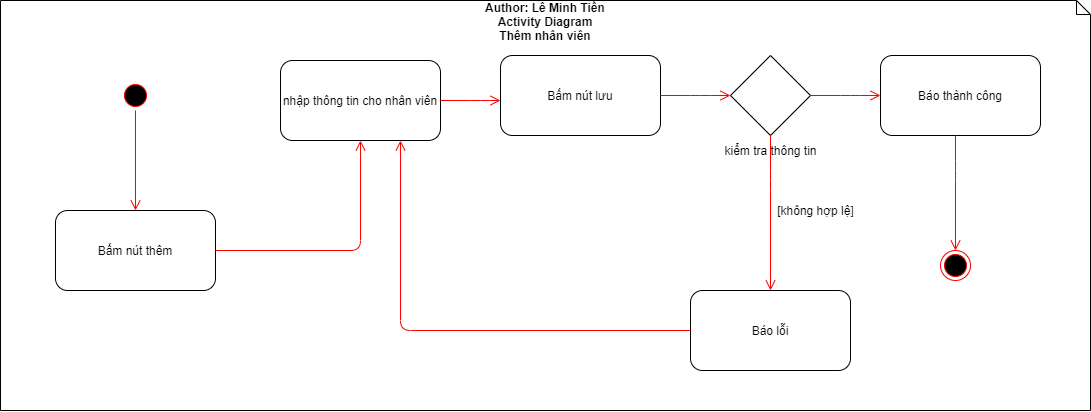 Author: Lê Minh Tiền
Activity Diagram
Thêm nhân viên
nhập thông tin cho nhân viên
Bấm nút lưu
Báo thành công
kiểm tra thông tin
[không hợp lệ]
Bấm nút thêm
Báo lỗi